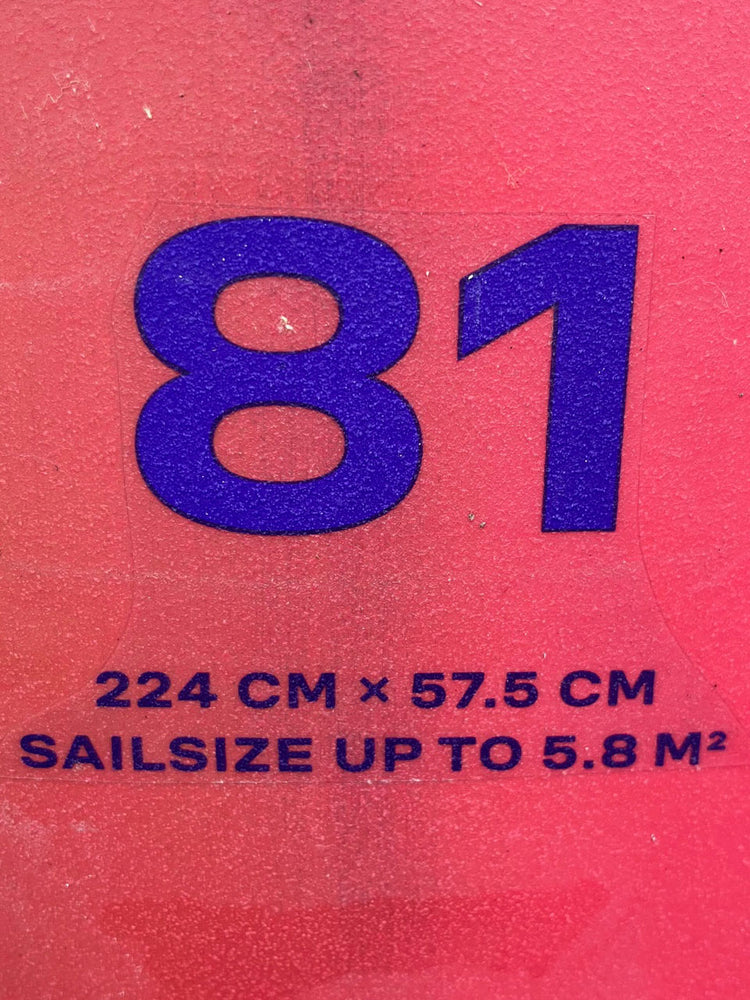 81
224 CM × 57.5 CM
SAILSIZE UP TO 5.8 M²